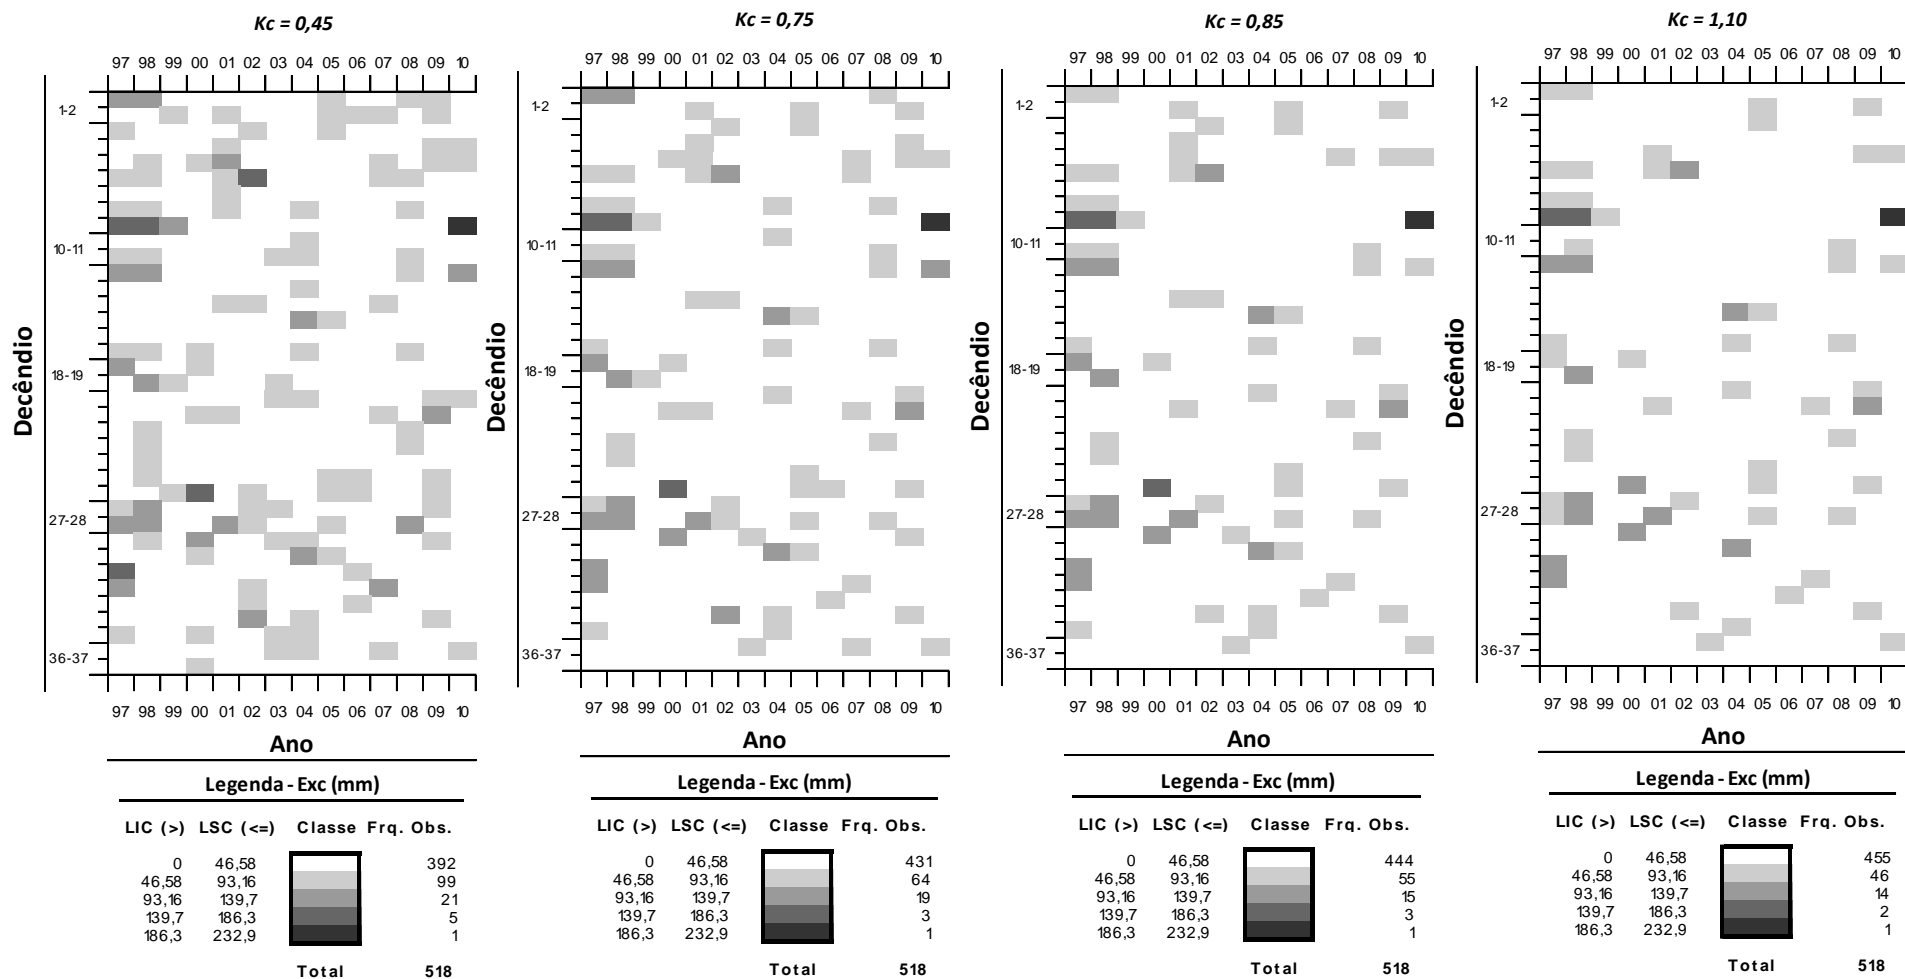 Kc = 0,45
97 98 99 00 01 02 03 04 05 06 07 08 09 10
1-2
10-11
18-19
27-28
36-37
Decêndio
97 98 99 00 01 02 03 04 05 06 07 08 09 10
Ano
Legenda - Exc (mm)
LIC (>) LSC (<=) Classe Frq. Obs.
0 46,58 392
46,58 93,16 99
93,16 139,7 21
139,7 186,3 5
186,3 232,9 1
Total 518
Kc = 0,75
97 98 99 00 01 02 03 04 05 06 07 08 09 10
1-2
10-11
18-19
27-28
36-37
Decêndio
97 98 99 00 01 02 03 04 05 06 07 08 09 10
Ano
Legenda - Exc (mm)
LIC (>) LSC (<=) Classe Frq. Obs.
0 46,58 431
46,58 93,16 64
93,16 139,7 19
139,7 186,3 3
186,3 232,9 1
Total 518
Kc = 0,85
97 98 99 00 01 02 03 04 05 06 07 08 09 10
1-2
10-11
18-19
27-28
36-37
Decêndio
97 98 99 00 01 02 03 04 05 06 07 08 09 10
Ano
Legenda - Exc (mm)
LIC (>) LSC (<=) Classe Frq. Obs.
0 46,58 444
46,58 93,16 55
93,16 139,7 15
139,7 186,3 3
186,3 232,9 1
Total 518
Kc = 1,10
97 98 99 00 01 02 03 04 05 06 07 08 09 10
1-2
10-11
18-19
27-28
36-37
Decêndio
97 98 99 00 01 02 03 04 05 06 07 08 09 10
Ano
Legenda - Exc (mm)
LIC (>) LSC (<=) Classe Frq. Obs.
0 46,58 455
46,58 93,16 46
93,16 139,7 14
139,7 186,3 2
186,3 232,9 1
Total 518